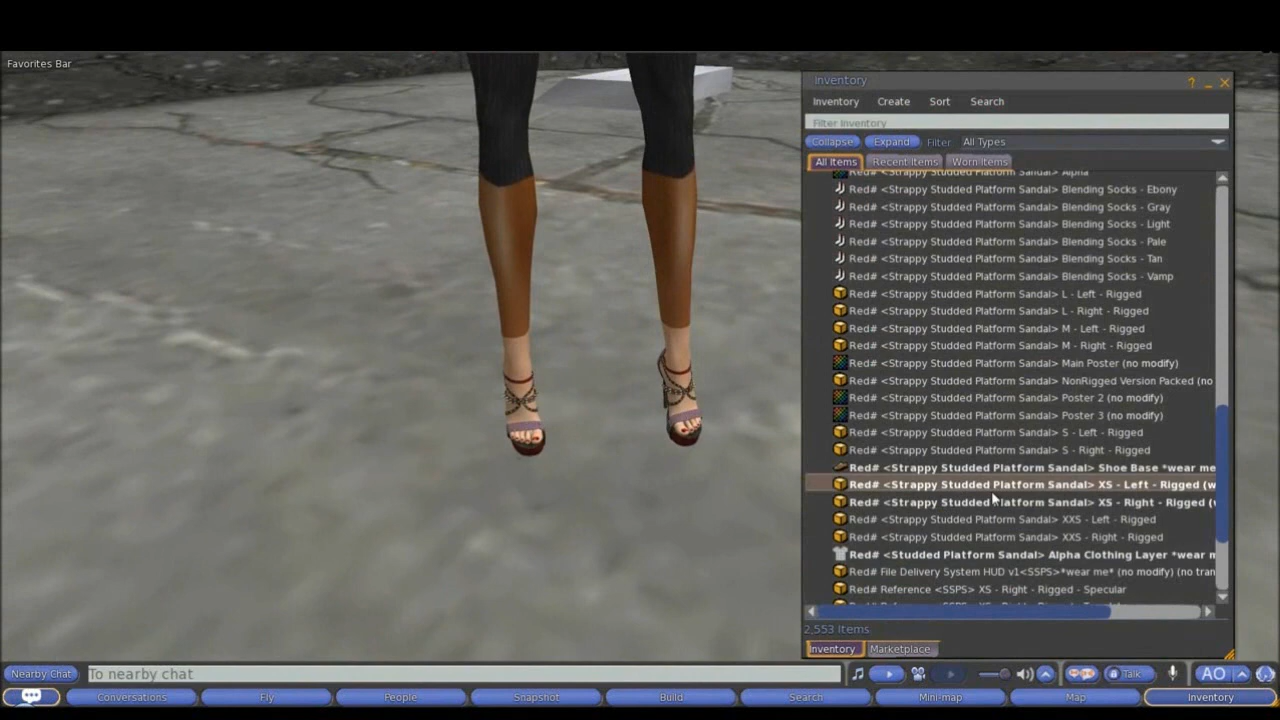 Favorites Bar
Inventory
? _ X
Inventory Create Sort Search
Filter Inventory
Collapse Expand Filter All Types
All Items Recent Items Worn Items
Red# <Strappy Studded Platform Sandal> Alpha
Red# <Strappy Studded Platform Sandal> Blending Socks - Ebony
Red# <Strappy Studded Platform Sandal> Blending Socks - Gray
Red# <Strappy Studded Platform Sandal> Blending Socks - Light
Red# <Strappy Studded Platform Sandal> Blending Socks - Pale
Red# <Strappy Studded Platform Sandal> Blending Socks - Tan
Red# <Strappy Studded Platform Sandal> Blending Socks - Vamp
Red# <Strappy Studded Platform Sandal> L - Left - Rigged
Red# <Strappy Studded Platform Sandal> L - Right - Rigged
Red# <Strappy Studded Platform Sandal> M - Left - Rigged
Red# <Strappy Studded Platform Sandal> M - Right - Rigged
Red# <Strappy Studded Platform Sandal> Main Poster (no modify)
Red# <Strappy Studded Platform Sandal> NonRigged Version Packed (no
Red# <Strappy Studded Platform Sandal> Poster 2 (no modify)
Red# <Strappy Studded Platform Sandal> Poster 3 (no modify)
Red# <Strappy Studded Platform Sandal> S - Left - Rigged
Red# <Strappy Studded Platform Sandal> S - Right - Rigged
Red# <Strappy Studded Platform Sandal> Shoe Base *wear me
Red# <Strappy Studded Platform Sandal> XS - Left - Rigged (w
Red# <Strappy Studded Platform Sandal> XS - Right - Rigged (
Red# <Strappy Studded Platform Sandal> XXS - Left - Rigged
Red# <Strappy Studded Platform Sandal> XXS - Right - Rigged
Red# <Studded Platform Sandal> Alpha Clothing Layer *wear m
Red# File Delivery System HUD v1<SSPS>*wear me* (no modify) (no tran
Red# Reference <SSPS> XS - Right - Rigged - Specular
2,553 Items
Inventory Marketplace
Nearby Chat To nearby chat Talk AO
Conversations Fly People Snapshot Build Search Mini-map Map Inventory